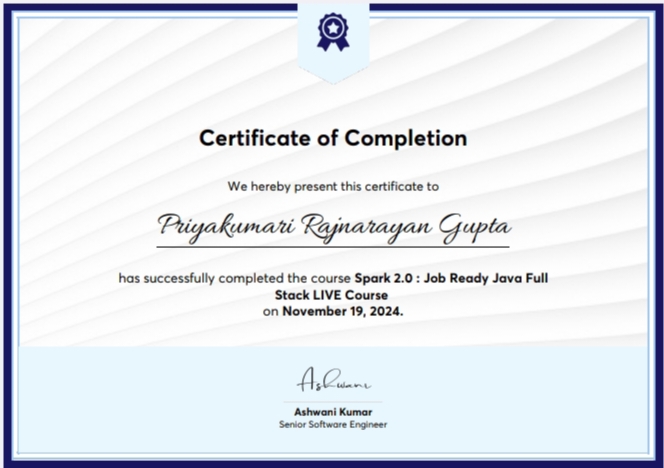 Certificate of Completion
We hereby present this certificate to
Priyakumari Rajnarayan Gupta
has successfully completed the course Spark 2.0 : Job Ready Java Full
Stack LIVE Course
on November 19, 2024.
Ashwani
Ashwani Kumar
Senior Software Engineer